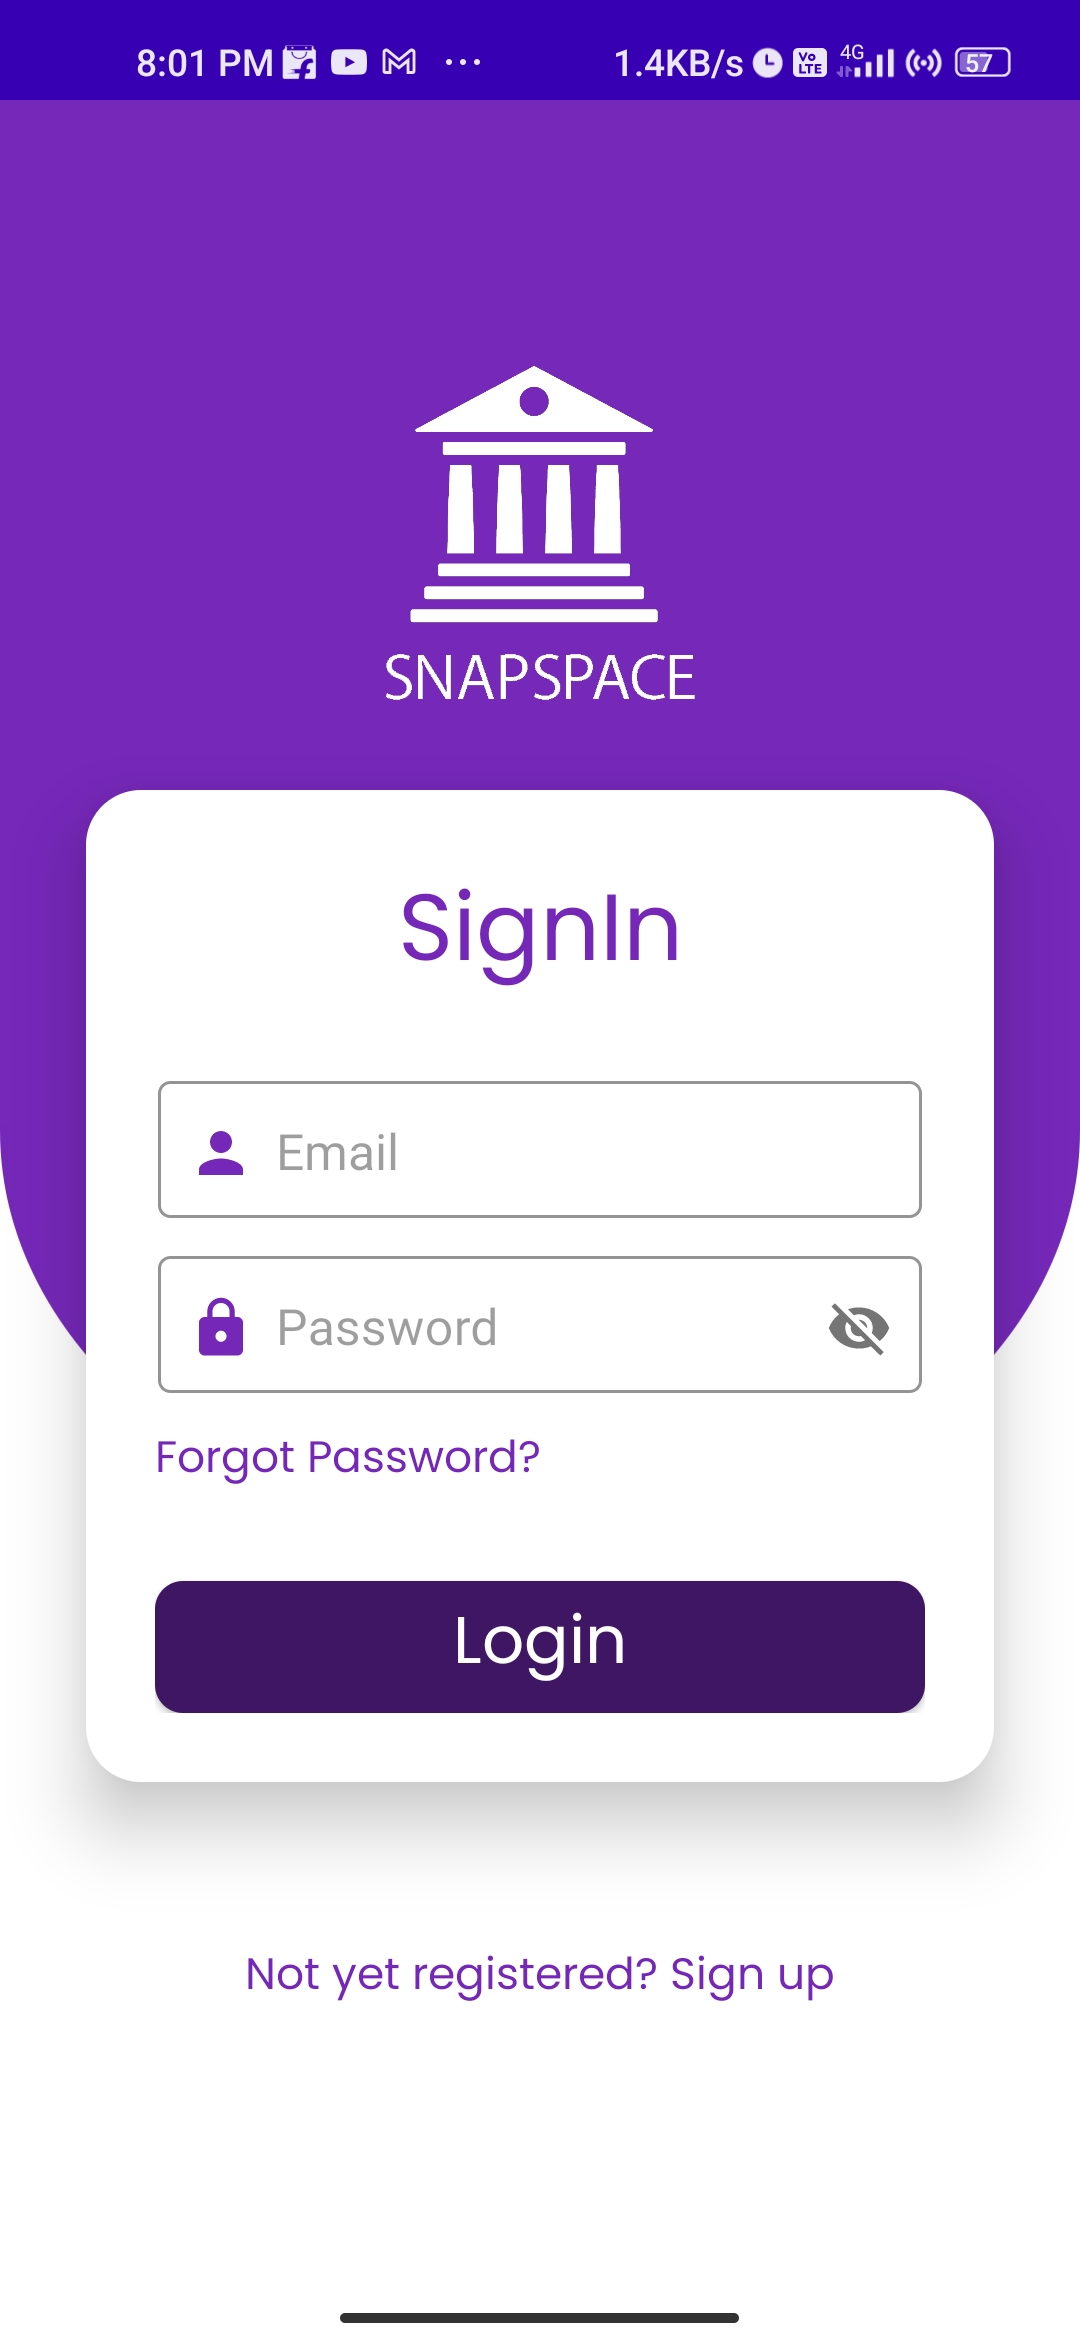 8:01 PM ... 1.4KB/s Vo LTE 4G 57
SNAPSPACE
SignIn
Email
Password
Forgot Password?
Login
Not yet registered? Sign up